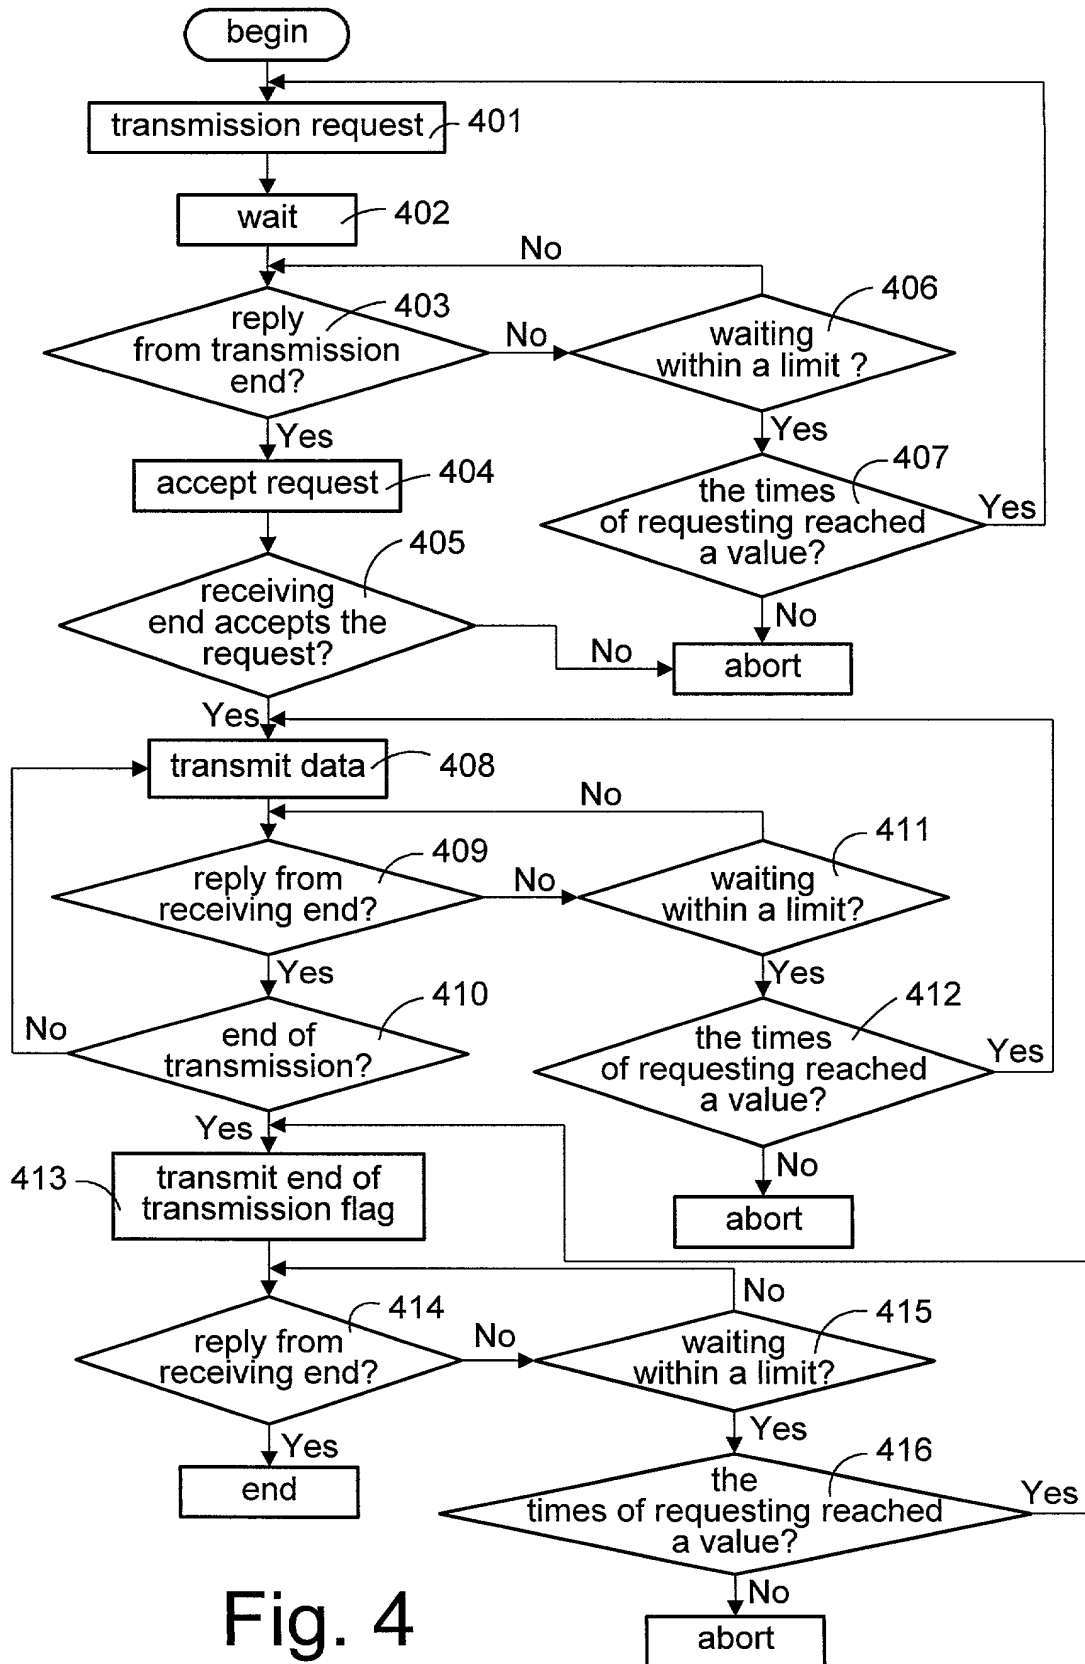 begin
transmission request
401
wait
402
No
reply
from transmission
end?
403
No
waiting
within a limit ?
406
Yes
Yes
accept request
404
the times
of requesting reached
a value?
407
Yes
405
receiving
end accepts the
request?
No
No
abort
Yes
transmit data
408
No
reply from
receiving end?
409
No
waiting
within a limit?
411
Yes
Yes
end of
transmission?
410
No
the times
of requesting reached
a value?
412
Yes
Yes
No
abort
413
transmit end of
transmission flag
No
reply from
receiving end?
414
No
waiting
within a limit?
415
Yes
Yes
end
the
times of requesting reached
a value?
416
Yes
No
abort
Fig. 4